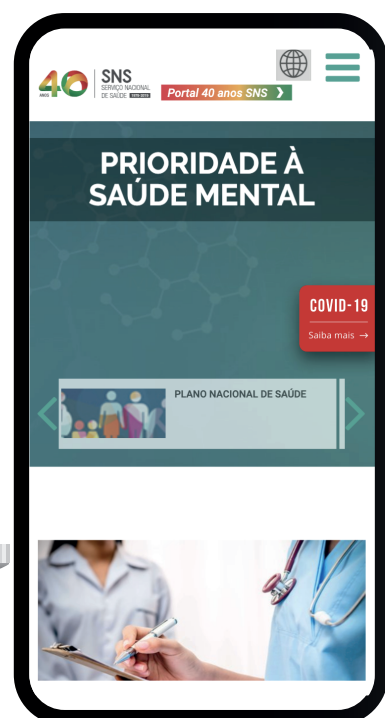 40
ANOS
SNS
SERVIÇO NACIONAL
DE SAÚDE 1979-2019
Portal 40 anos SNS ❯
PRIORIDADE À
SAÚDE MENTAL
COVID-19
Saiba mais →
PLANO NACIONAL DE SAÚDE